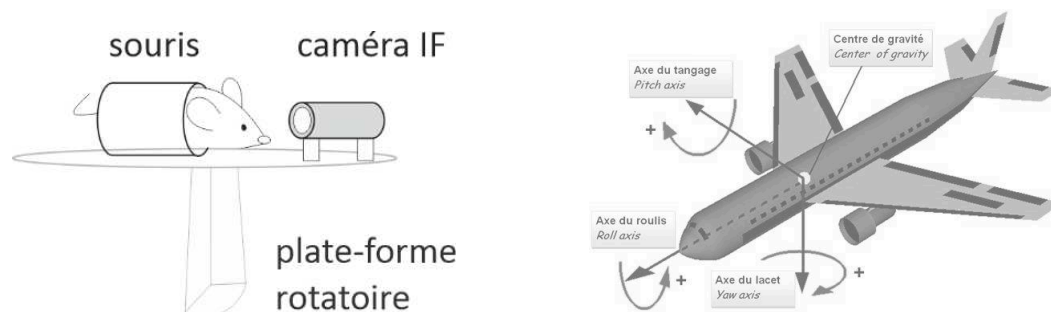 souris
caméra IF
plate-forme
rotatoire
Centre de gravité
Center of gravity
Axe du tangage
Pitch axis
+
Axe du roulis
Roll axis
+
Axe du lacet
Yaw axis
+